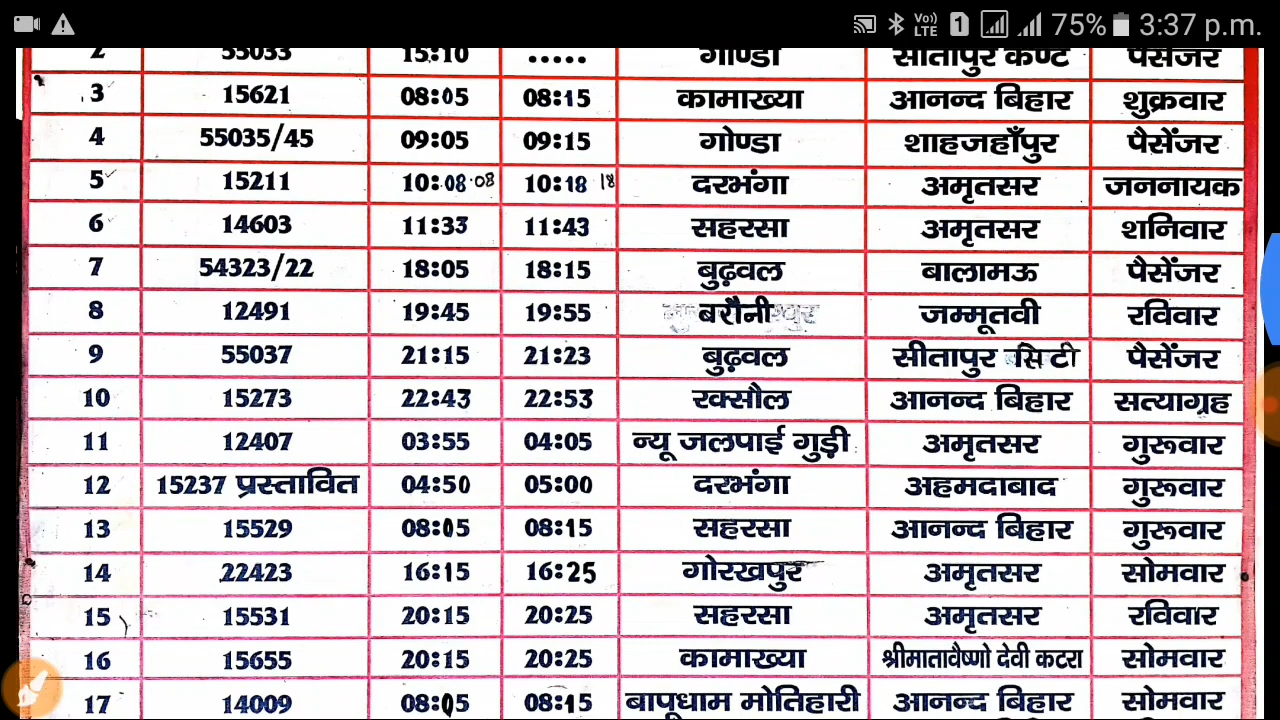 Vo) LTE 1 75% 3:37 p.m.
2 55033 15:10 ..... गोण्डा सीतापुर कैण्ट पैसेंजर
3 15621 08:05 08:15 कामाख्या आनन्द बिहार शुक्रवार
4 55035/45 09:05 09:15 गोण्डा शाहजहाँपुर पैसेंजर
5 15211 10:08 08 10:18 18 दरभंगा अमृतसर जननायक
6 14603 11:33 11:43 सहरसा अमृतसर शनिवार
7 54323/22 18:05 18:15 बुढ़वल बालामऊ पैसेंजर
8 12491 19:45 19:55 बरौनी जम्मूतवी रविवार
9 55037 21:15 21:23 बुढ़वल सीतापुर सिटी पैसेंजर
10 15273 22:43 22:53 रक्सौल आनन्द बिहार सत्याग्रह
11 12407 03:55 04:05 न्यू जलपाई गुड़ी अमृतसर गुरूवार
12 15237 प्रस्तावित 04:50 05:00 दरभंगा अहमदाबाद गुरूवार
13 15529 08:05 08:15 सहरसा आनन्द बिहार गुरूवार
14 22423 16:15 16:25 गोरखपुर अमृतसर सोमवार
15 15531 20:15 20:25 सहरसा अमृतसर रविवार
16 15655 20:15 20:25 कामाख्या श्रीमातावैष्णो देवी कटरा सोमवार
17 14009 08:05 08:15 बापूधाम मोतिहारी आनन्द बिहार सोमवार